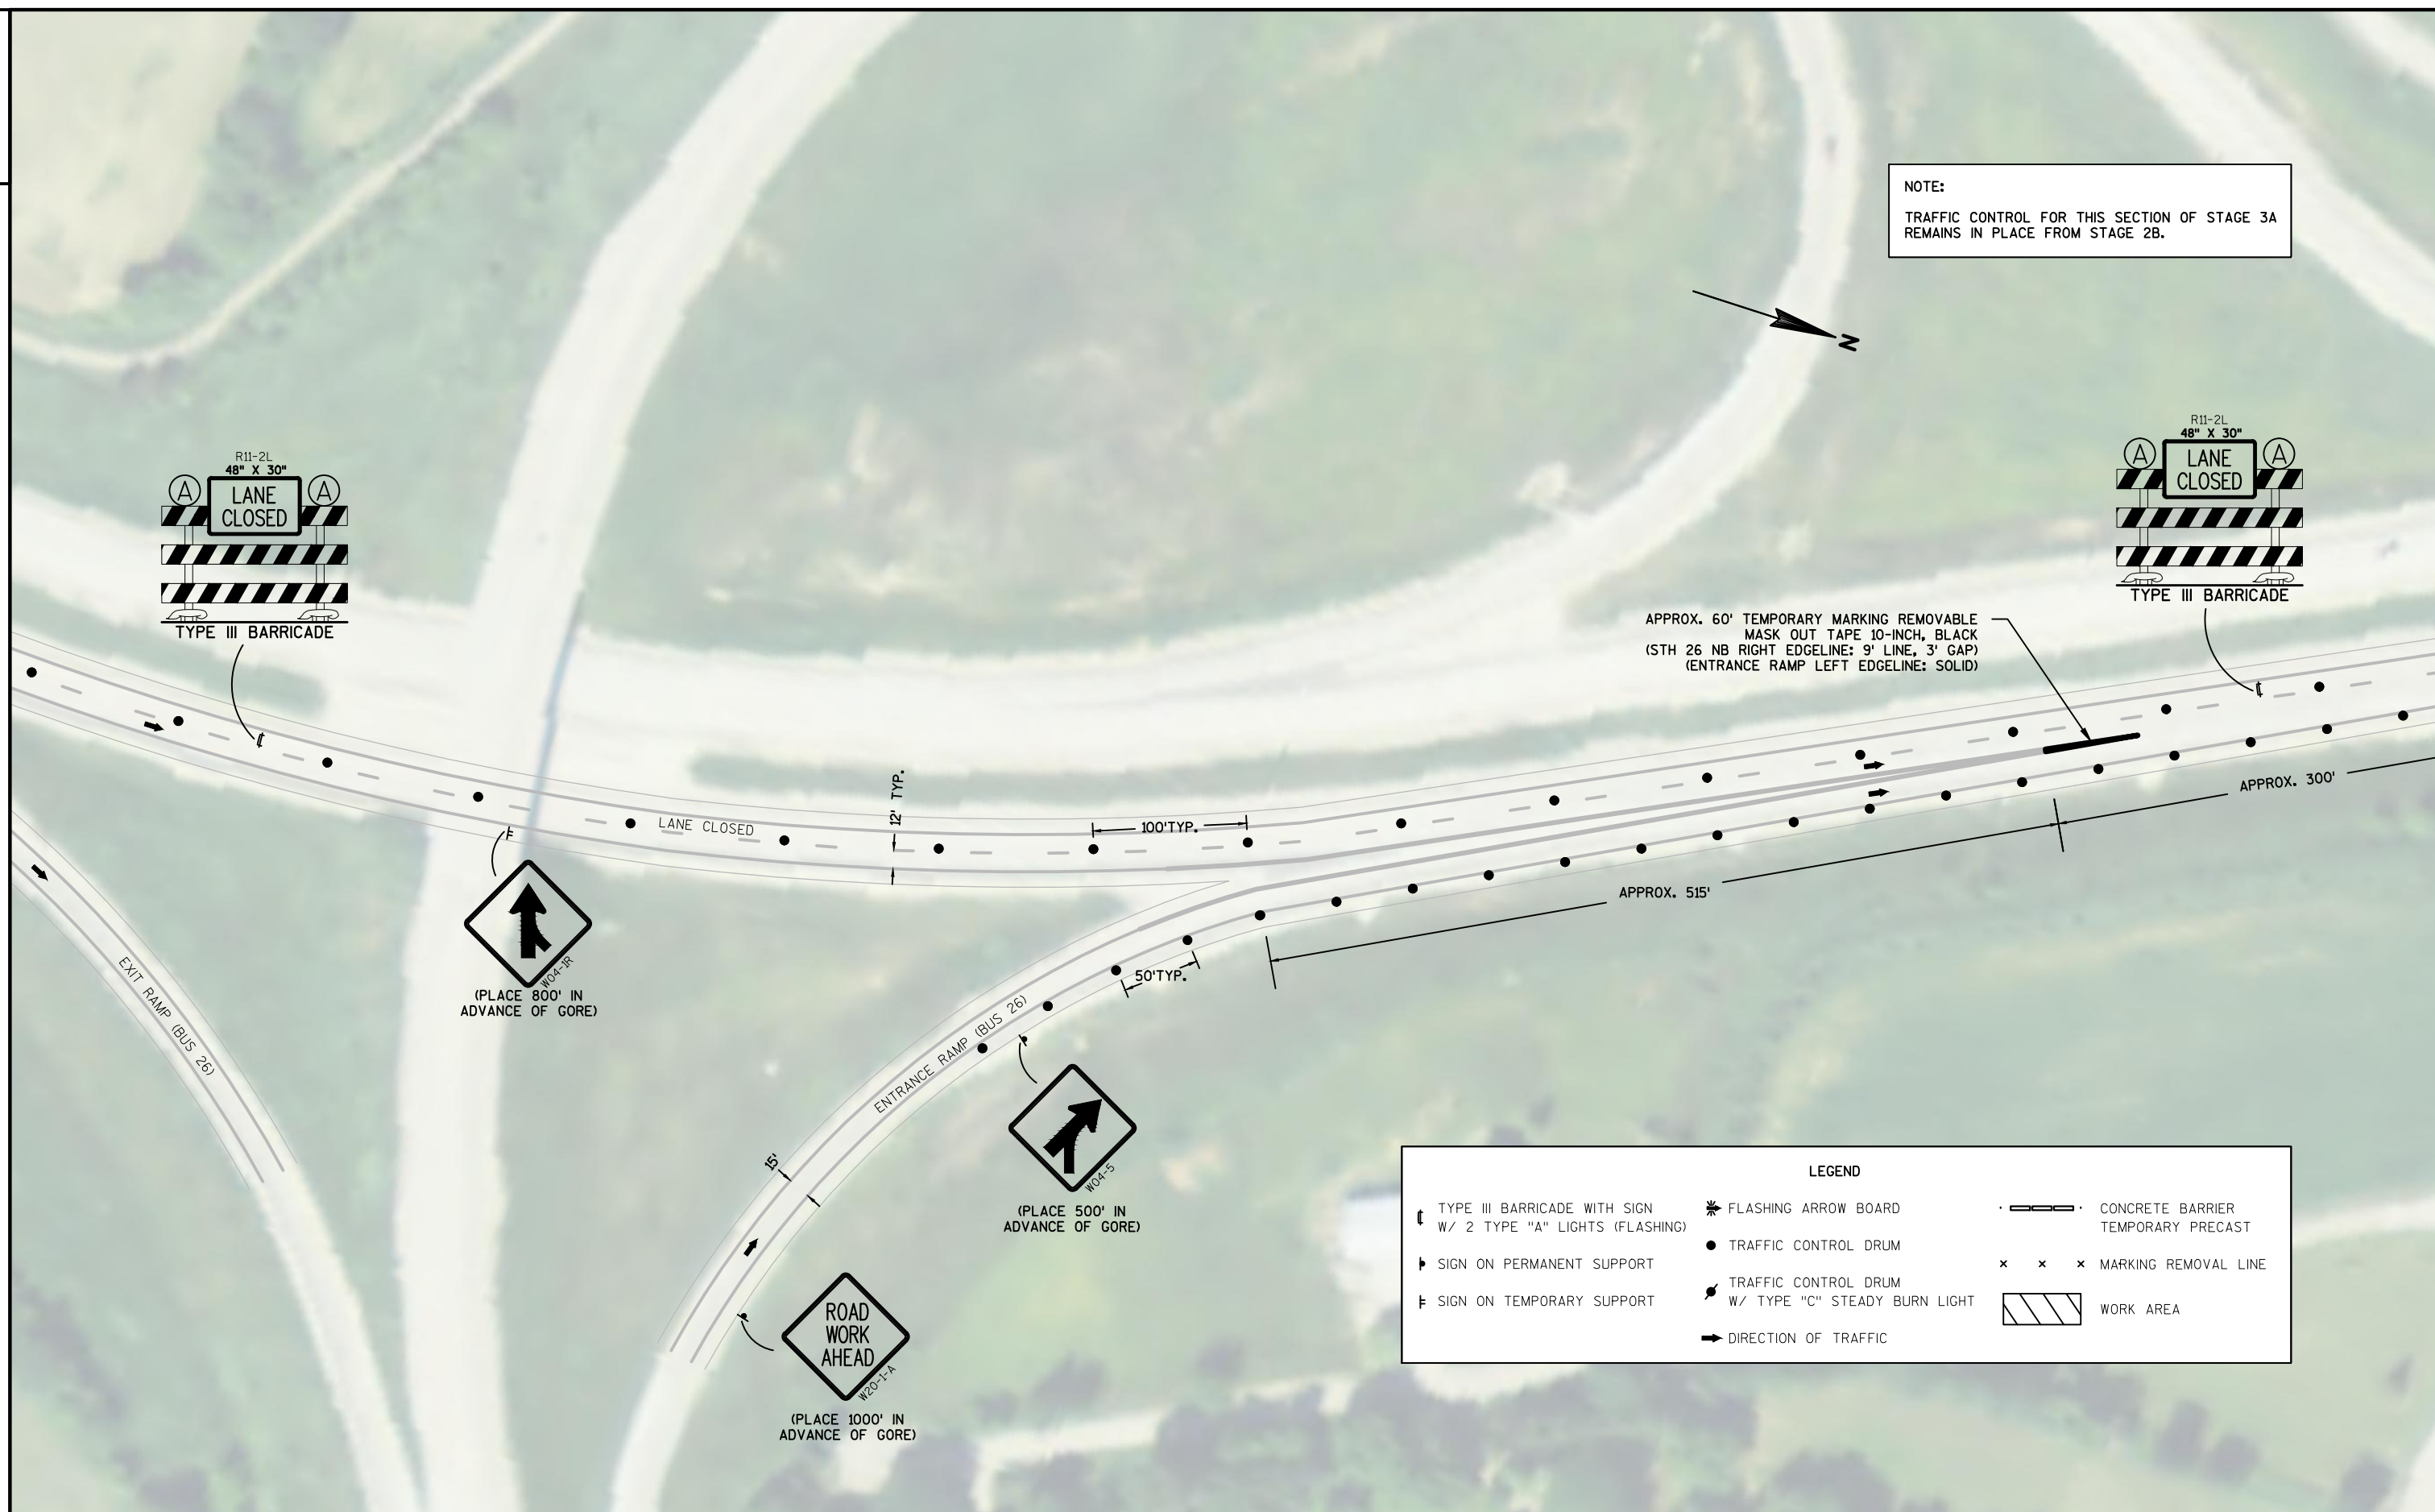 NOTE:
TRAFFIC CONTROL FOR THIS SECTION OF STAGE 3A
REMAINS IN PLACE FROM STAGE 2B.
N
R11-2L
48" X 30"
A
LANE
CLOSED
A
TYPE III BARRICADE
R11-2L
48" X 30"
A
LANE
CLOSED
A
TYPE III BARRICADE
APPROX. 60' TEMPORARY MARKING REMOVABLE
MASK OUT TAPE 10-INCH, BLACK
(STH 26 NB RIGHT EDGELINE: 9' LINE, 3' GAP)
(ENTRANCE RAMP LEFT EDGELINE: SOLID)
LANE CLOSED
12' TYP.
100'TYP.
APPROX. 300'
APPROX. 515'
W04-1R
(PLACE 800' IN
ADVANCE OF GORE)
50'TYP.
EXIT RAMP (BUS 26)
ENTRANCE RAMP (BUS 26)
15'
W04-5
(PLACE 500' IN
ADVANCE OF GORE)
ROAD
WORK
AHEAD
W20-1-A
(PLACE 1000' IN
ADVANCE OF GORE)
LEGEND
TYPE III BARRICADE WITH SIGN
W/ 2 TYPE "A" LIGHTS (FLASHING)
SIGN ON PERMANENT SUPPORT
SIGN ON TEMPORARY SUPPORT
FLASHING ARROW BOARD
TRAFFIC CONTROL DRUM
TRAFFIC CONTROL DRUM
W/ TYPE "C" STEADY BURN LIGHT
DIRECTION OF TRAFFIC
CONCRETE BARRIER
TEMPORARY PRECAST
MARKING REMOVAL LINE
WORK AREA